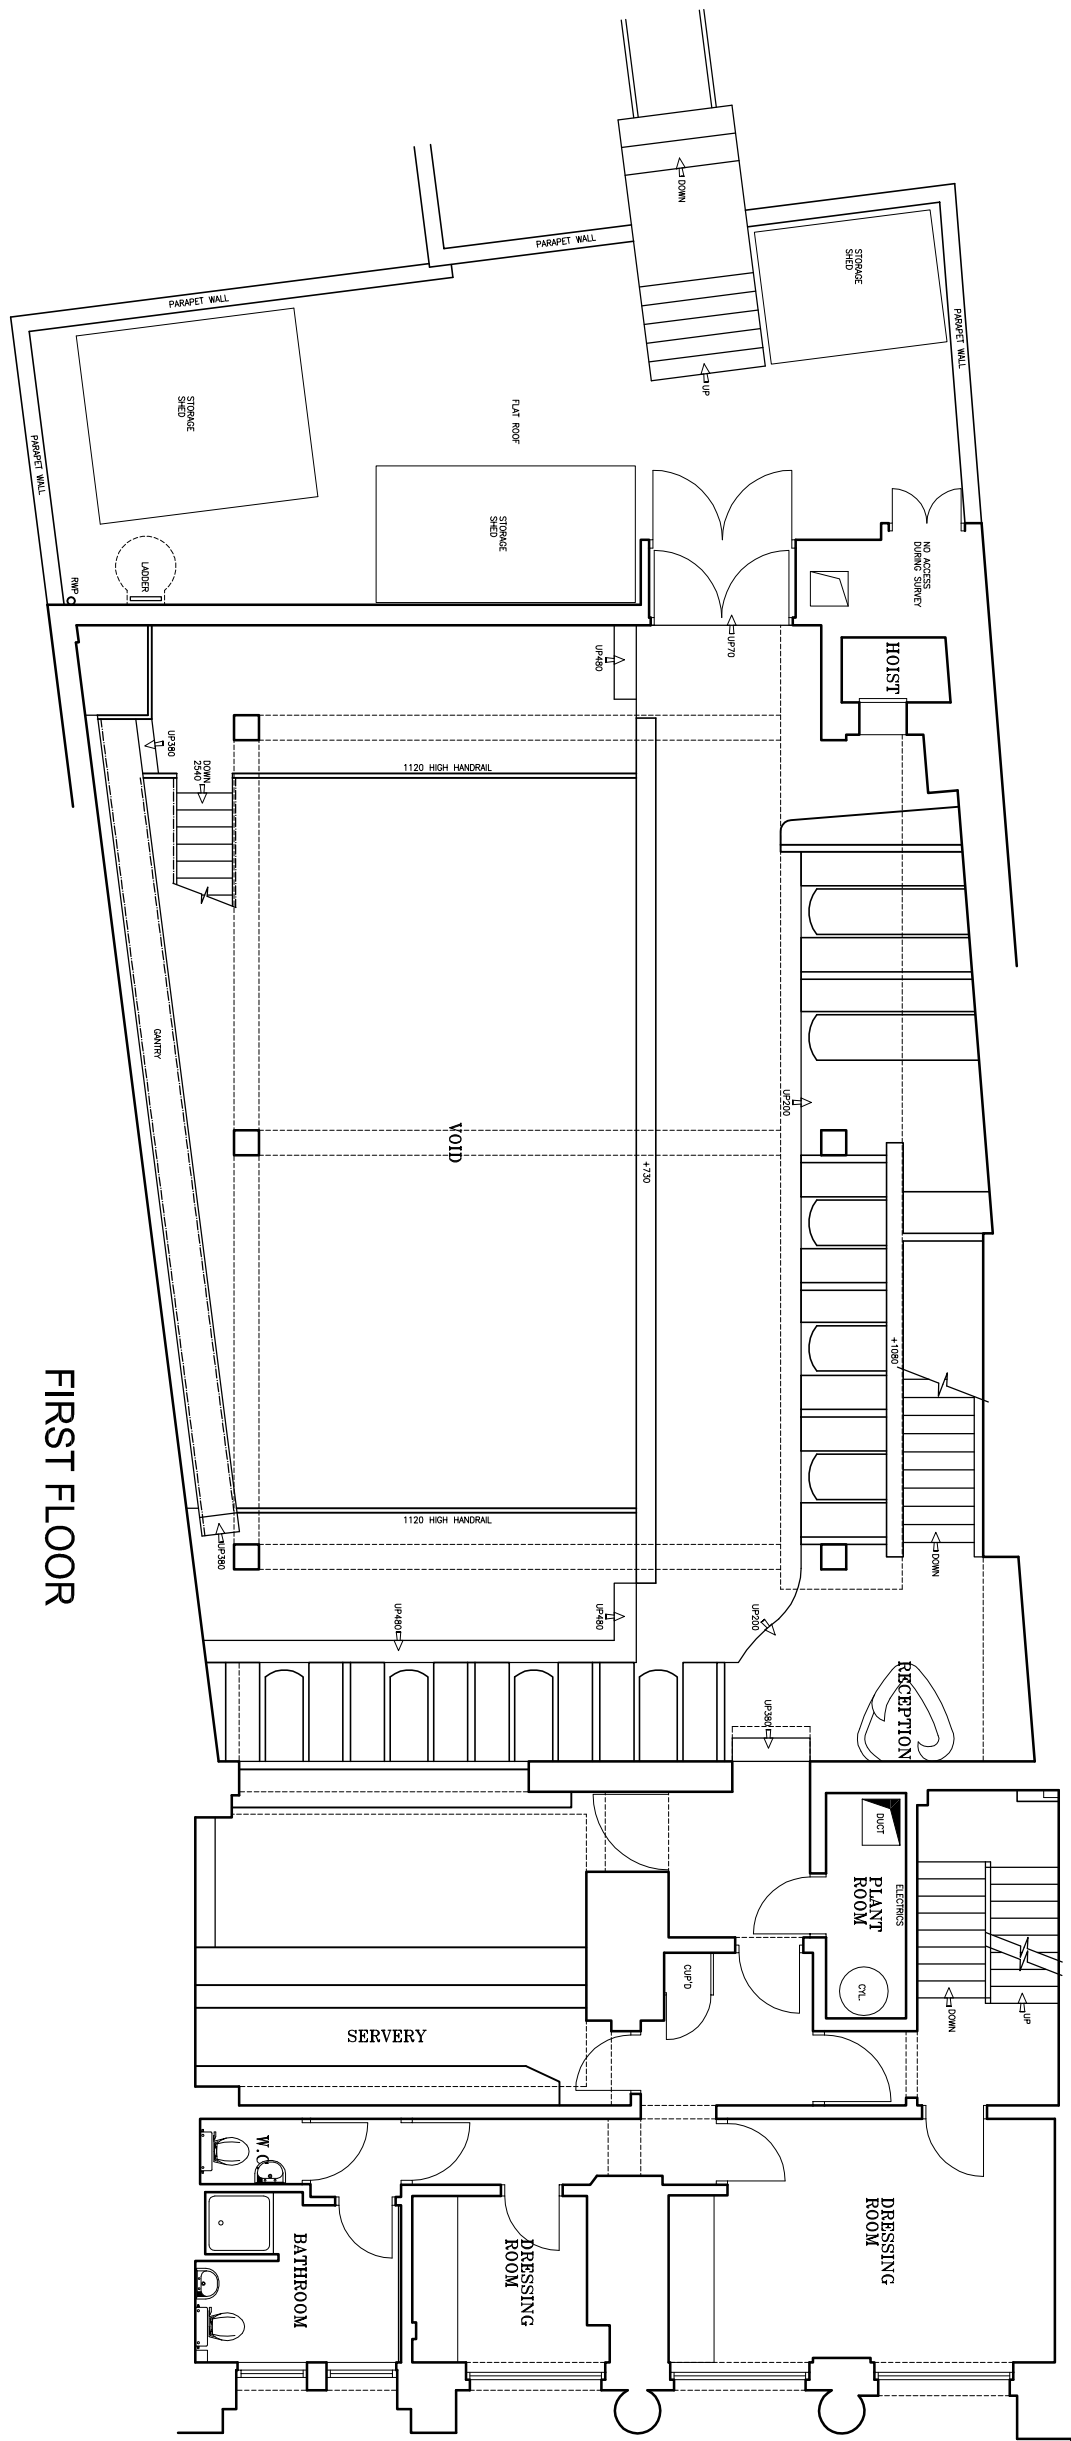 DOWN
STORAGE
SHED
PARAPET WALL
PARAPET WALL
PARAPET WALL
PARAPET WALL
UP
STORAGE
SHED
FLAT ROOF
STORAGE
SHED
NO ACCESS
DURING SURVEY
LADDER
RWP
UP70
UP480
HOIST
UP380
DOWN
2540
1120 HIGH HANDRAIL
GANTRY
VOID
UP200
+730
+1080
1120 HIGH HANDRAIL
UP380
DOWN
FIRST FLOOR
UP480
UP480
UP200
RECEPTION
UP380
DUCT
ELECTRICS
PLANT
ROOM
CUP'D
CYL.
DOWN
UP
SERVERY
W.C
DRESSING
ROOM
DRESSING
ROOM
BATHROOM